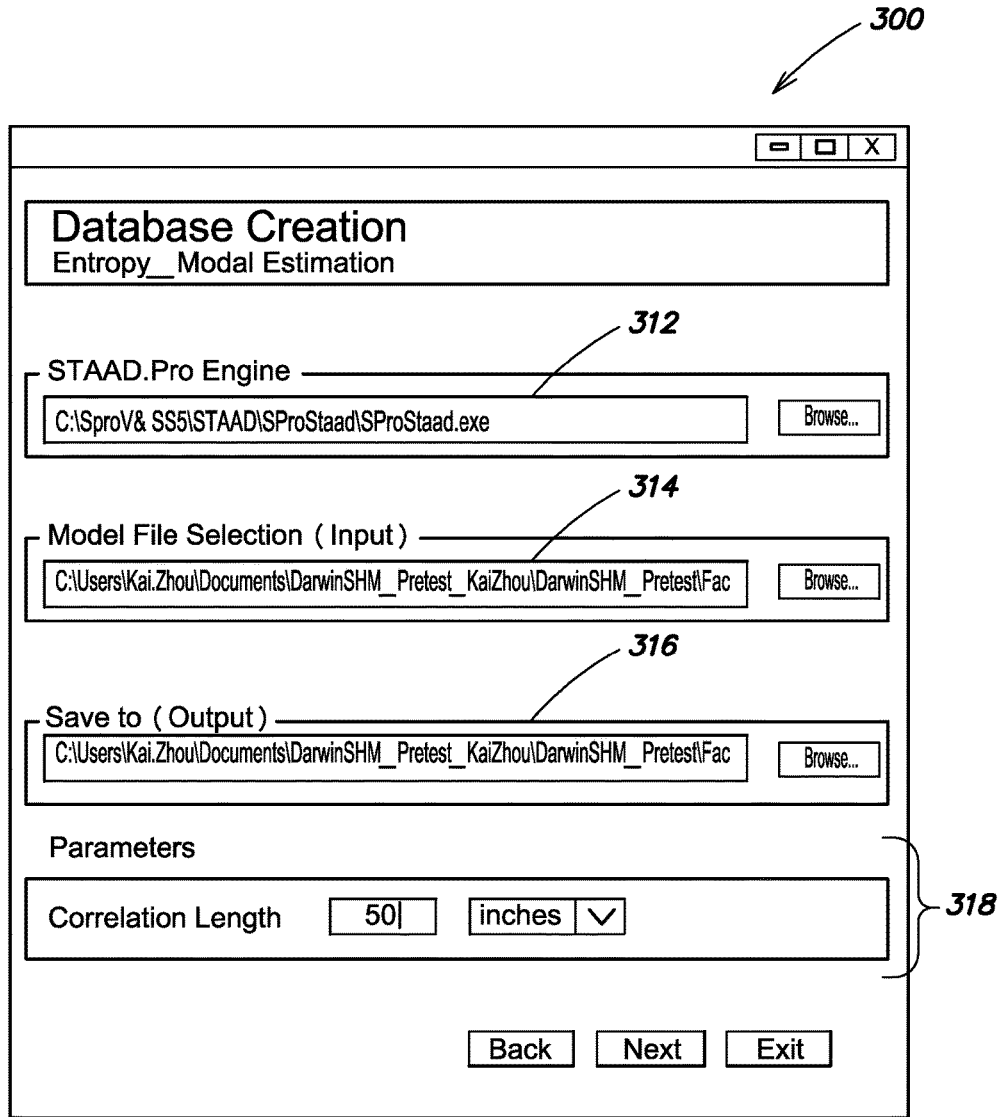 300
X
Database Creation
Entropy_Modal Estimation
312
STAAD.Pro Engine
C:\SproV& SS5\STAAD\SProStaad\SProStaad.exe
Browse...
314
Model File Selection (Input)
C:\Users\Kai.Zhou\Documents\DarwinSHM_Pretest_KaiZhou\DarwinSHM_Pretest\Fac
Browse...
316
Save to (Output)
C:\Users\Kai.Zhou\Documents\DarwinSHM_Pretest_KaiZhou\DarwinSHM_Pretest\Fac
Browse...
Parameters
Correlation Length 50 inches
318
Back Next Exit